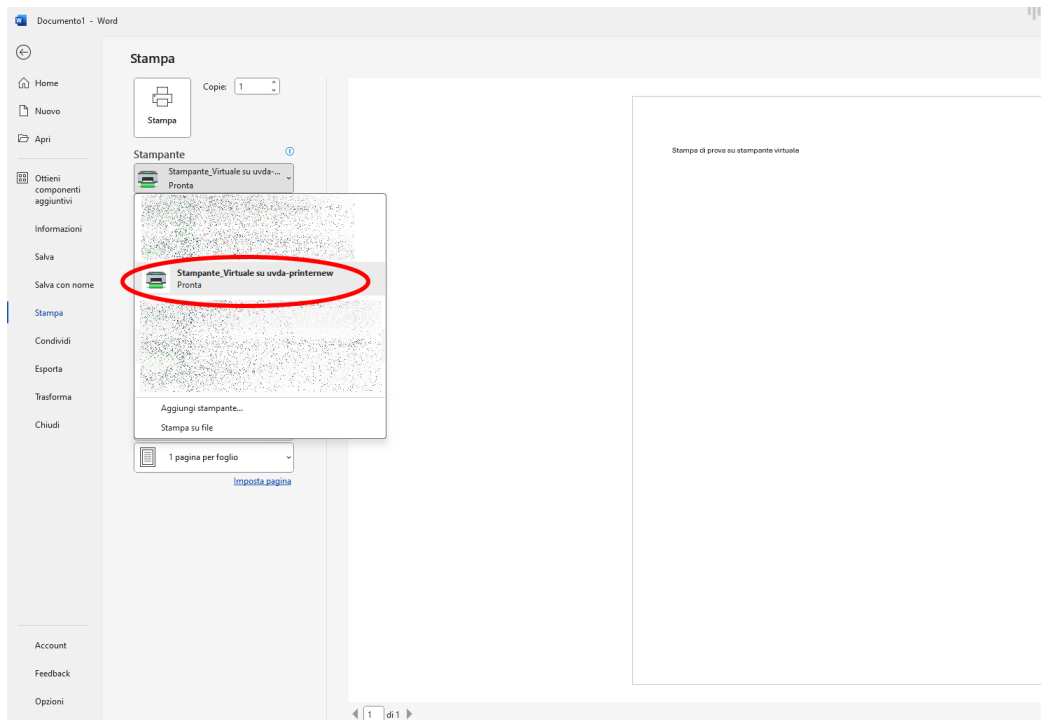 Documento1 - Word
Home
Nuovo
Apri
Ottieni
componenti
aggiuntivi
Informazioni
Salva
Salva con nome
Stampa
Condividi
Esporta
Trasforma
Chiudi
Account
Feedback
Opzioni
Stampa
Stampa
Copie: 1
Stampante
Stampante_Virtuale su uvda-...
Pronta
Stampante_Virtuale su uvda-printernew
Pronta
Aggiungi stampante...
Stampa su file
1 pagina per foglio
Imposta pagina
Stampa di prova su stampante virtuale
1 di 1